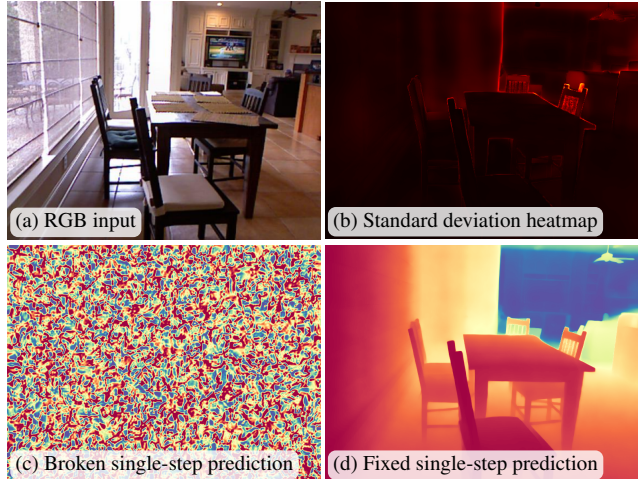 (a) RGB input
(b) Standard deviation heatmap
(c) Broken single-step prediction
(d) Fixed single-step prediction